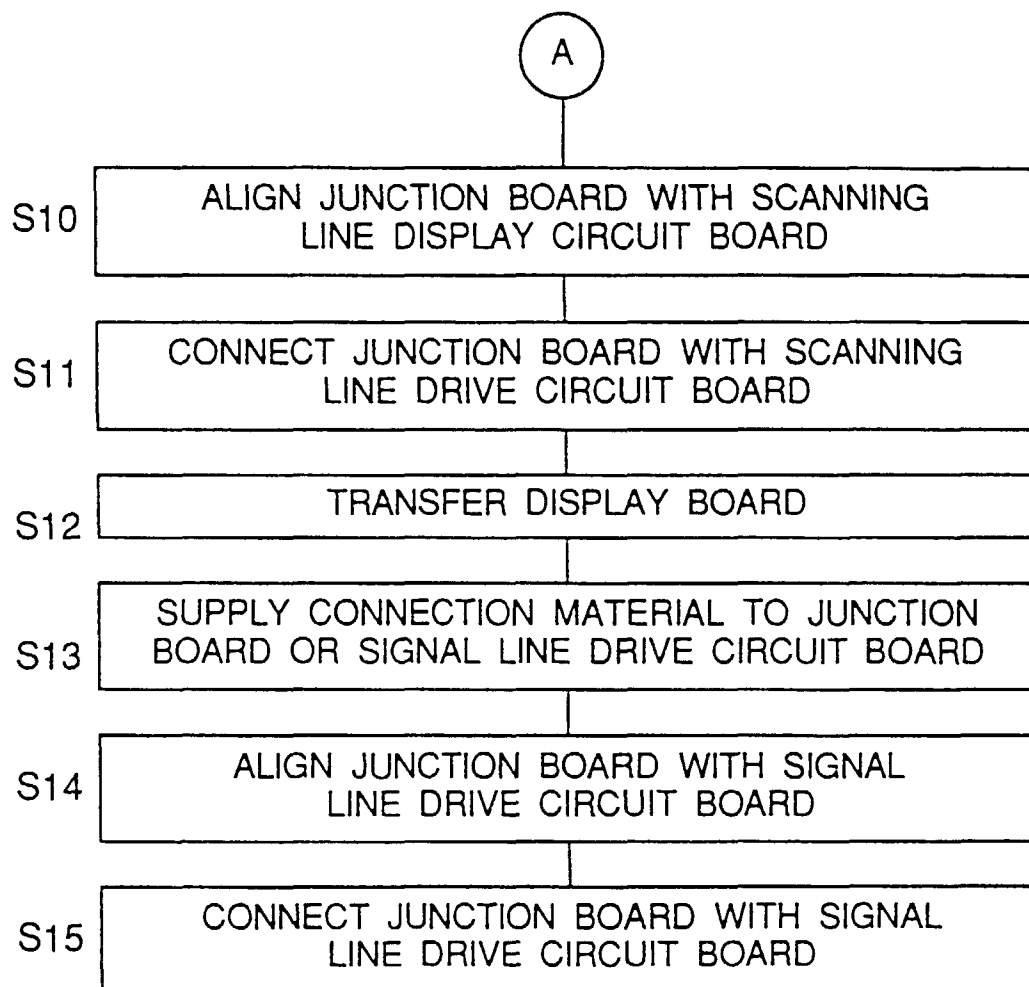 A
S10
ALIGN JUNCTION BOARD WITH SCANNING
LINE DISPLAY CIRCUIT BOARD
S11
CONNECT JUNCTION BOARD WITH SCANNING
LINE DRIVE CIRCUIT BOARD
S12
TRANSFER DISPLAY BOARD
S13
SUPPLY CONNECTION MATERIAL TO JUNCTION
BOARD OR SIGNAL LINE DRIVE CIRCUIT BOARD
S14
ALIGN JUNCTION BOARD WITH SIGNAL
LINE DRIVE CIRCUIT BOARD
S15
CONNECT JUNCTION BOARD WITH SIGNAL
LINE DRIVE CIRCUIT BOARD